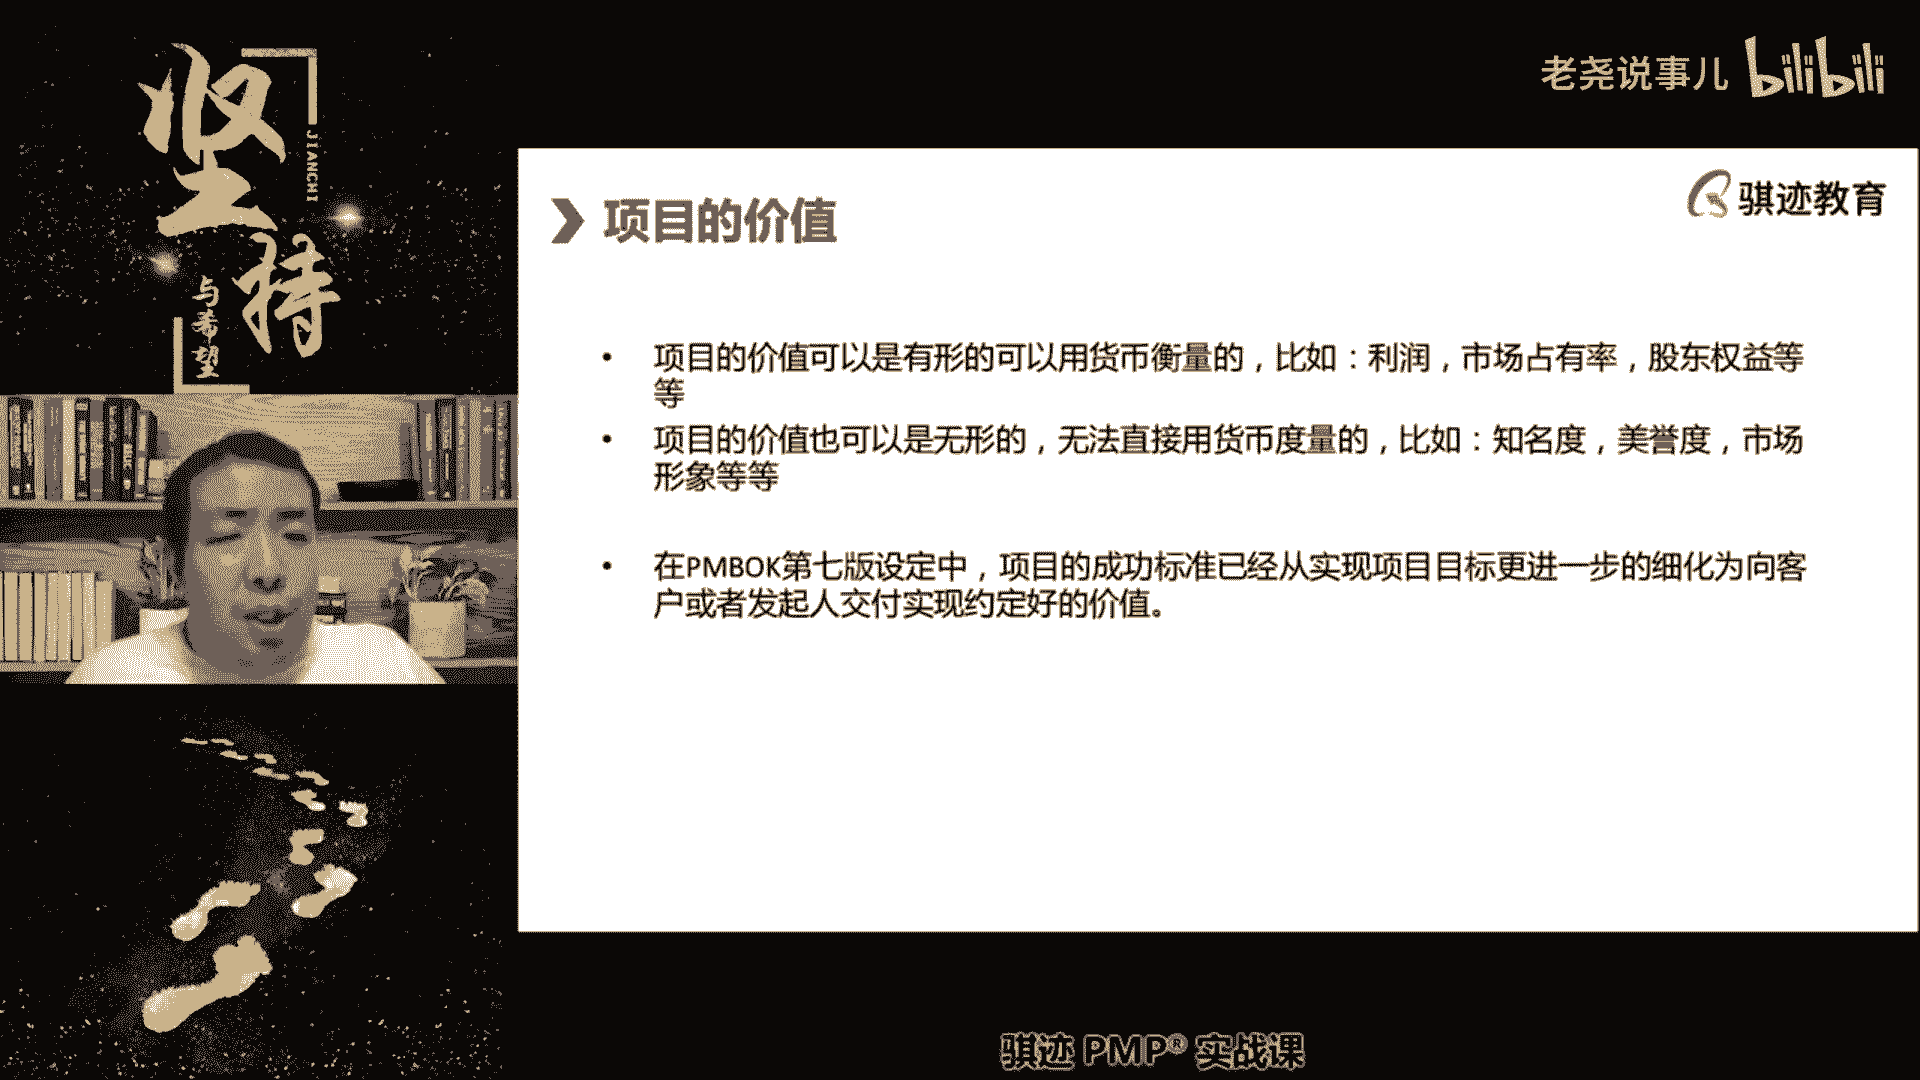 坚持
JIANCHI
与希望
老尧说事儿 bilibili
骐迹教育
项目的价值
• 项目的价值可以是有形的可以用货币衡量的，比如：利润，市场占有率，股东权益等
等
• 项目的价值也可以是无形的，无法直接用货币度量的，比如：知名度，美誉度，市场
形象等等
• 在PMBOK第七版设定中，项目的成功标准已经从实现项目目标更进一步的细化为向客
户或者发起人交付实现约定好的价值。
骐迹 PMP® 实战课